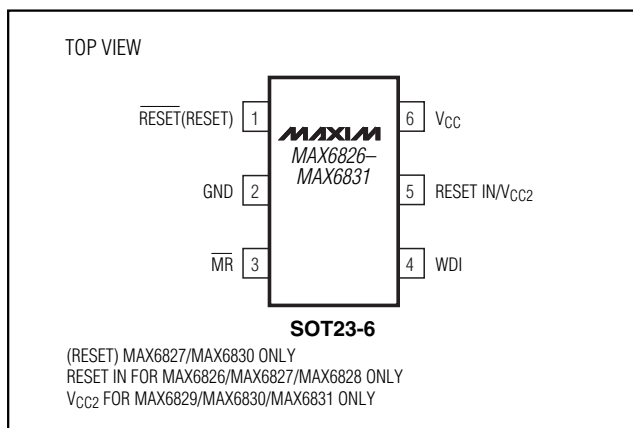 TOP VIEW
RESET(RESET) 1
GND 2
MR 3
MAXIM
MAX6826–
MAX6831
6 VCC
5 RESET IN/VCC2
4 WDI
SOT23-6
(RESET) MAX6827/MAX6830 ONLY
RESET IN FOR MAX6826/MAX6827/MAX6828 ONLY
VCC2 FOR MAX6829/MAX6830/MAX6831 ONLY